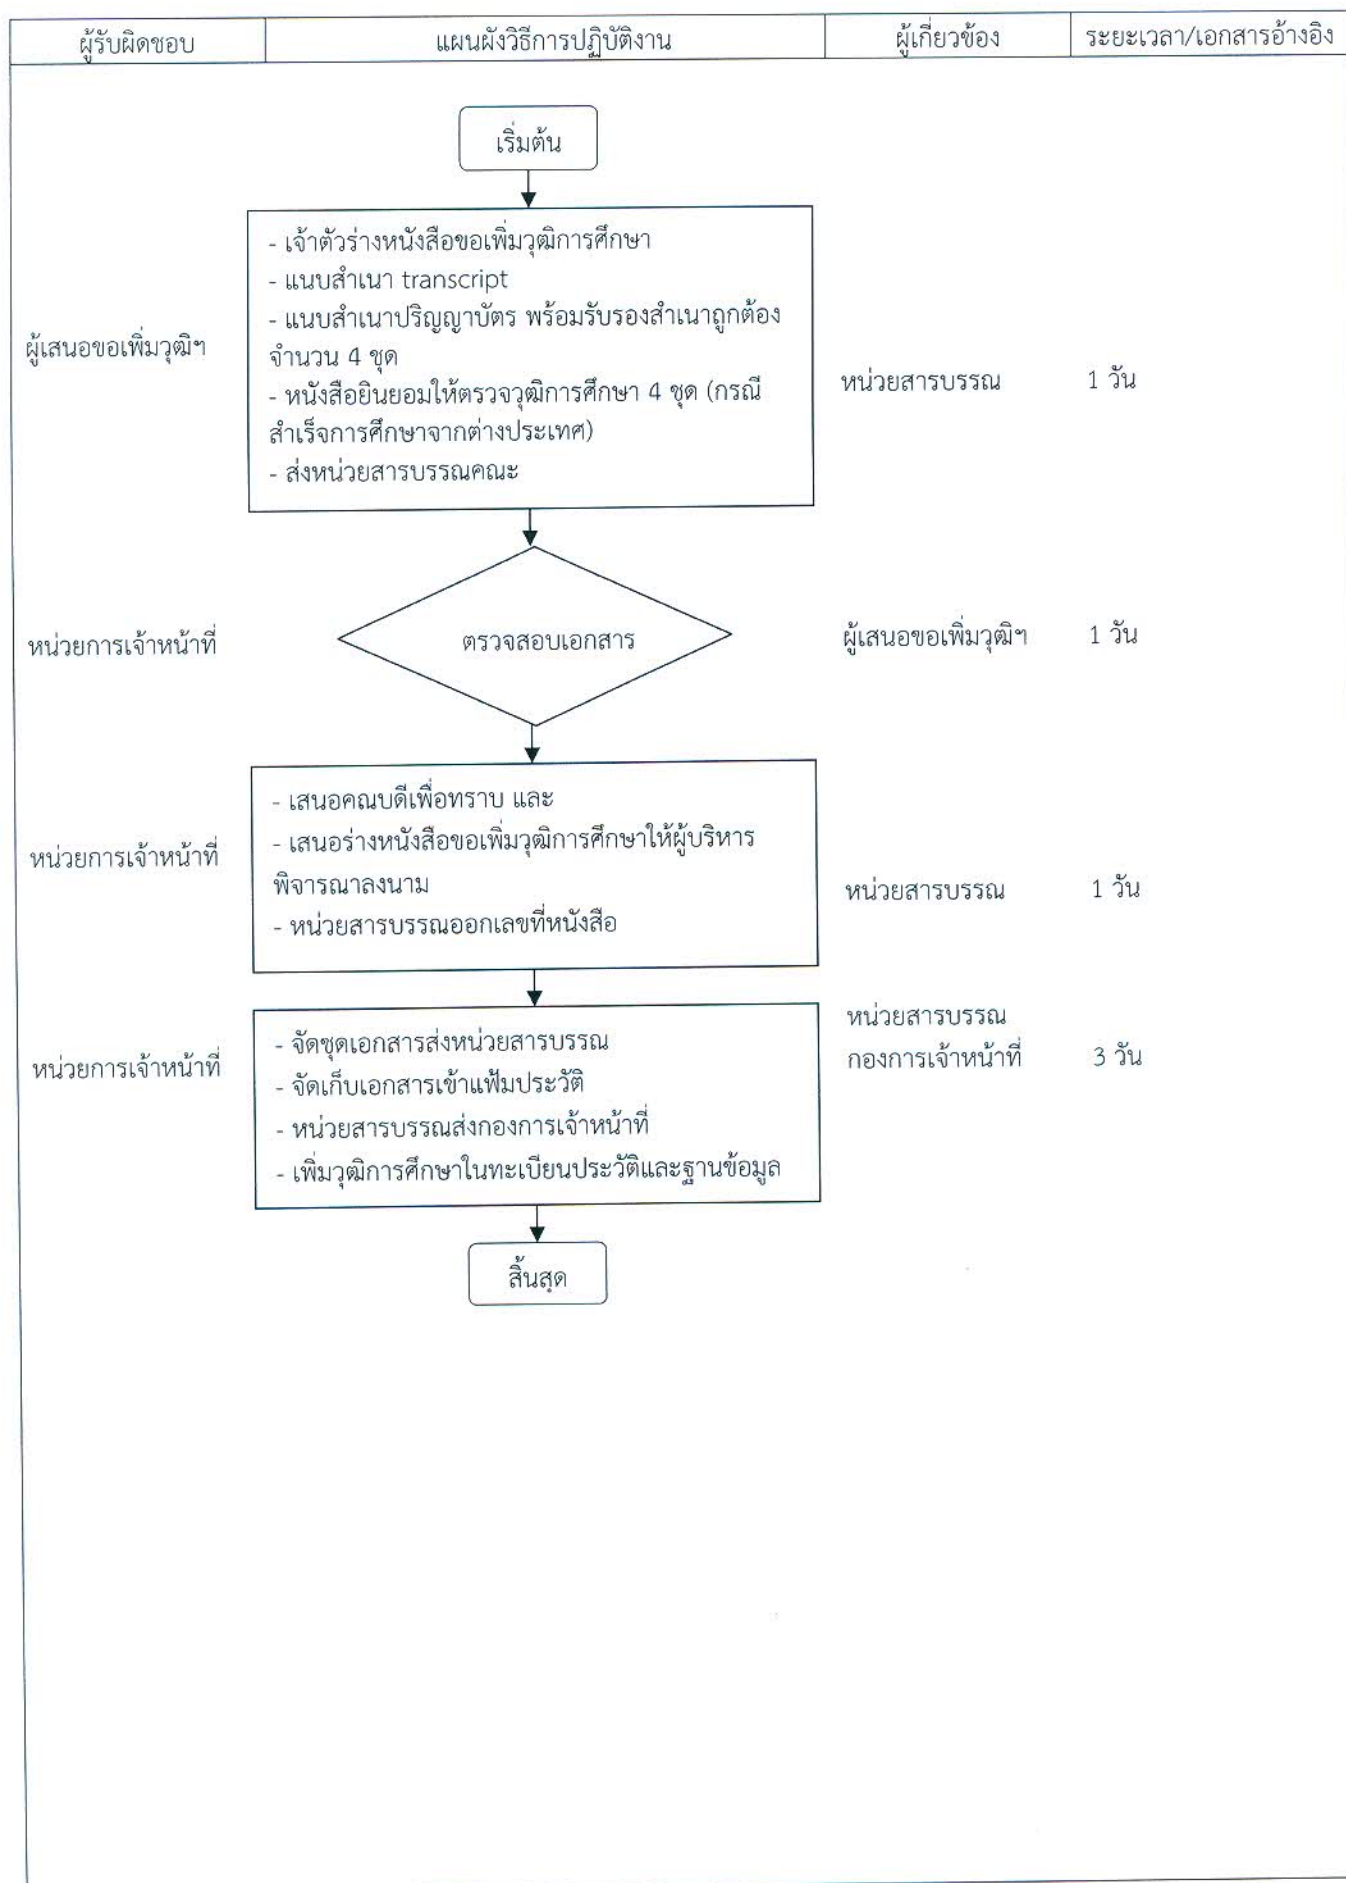 ผู้รับผิดชอบ แผนผังวิธีการปฏิบัติงาน ผู้เกี่ยวข้อง ระยะเวลา/เอกสารอ้างอิง
เริ่มต้น
- เจ้าตัวร่างหนังสือขอเพิ่มวุฒิการศึกษา
- แนบสำเนา transcript
- แนบสำเนาปริญญาบัตร พร้อมรับรองสำเนาถูกต้อง
ผู้เสนอขอเพิ่มวุฒิฯ
จำนวน 4 ชุด
- หนังสือยินยอมให้ตรวจวุฒิการศึกษา 4 ชุด (กรณี
หน่วยสารบรรณ 1 วัน
สำเร็จการศึกษาจากต่างประเทศ)
- ส่งหน่วยสารบรรณคณะ
หน่วยการเจ้าหน้าที่ ตรวจสอบเอกสาร ผู้เสนอขอเพิ่มวุฒิฯ 1 วัน
- เสนอคณบดีเพื่อทราบ และ
หน่วยการเจ้าหน้าที่
- เสนอร่างหนังสือขอเพิ่มวุฒิการศึกษาให้ผู้บริหาร
พิจารณาลงนาม
หน่วยสารบรรณ 1 วัน
- หน่วยสารบรรณออกเลขที่หนังสือ
หน่วยสารบรรณ
- จัดชุดเอกสารส่งหน่วยสารบรรณ
หน่วยการเจ้าหน้าที่
กองการเจ้าหน้าที่ 3 วัน
- จัดเก็บเอกสารเข้าแฟ้มประวัติ
- หน่วยสารบรรณส่งกองการเจ้าหน้าที่
- เพิ่มวุฒิการศึกษาในทะเบียนประวัติและฐานข้อมูล
สิ้นสุด